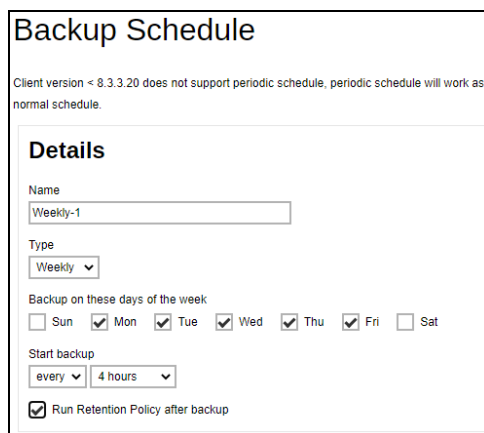 Backup Schedule
Client version < 8.3.3.20 does not support periodic schedule, periodic schedule will work as
normal schedule.
Details
Name
Weekly-1
Type
Weekly
Backup on these days of the week
Sun Mon Tue Wed Thu Fri Sat
Start backup
every 4 hours
Run Retention Policy after backup